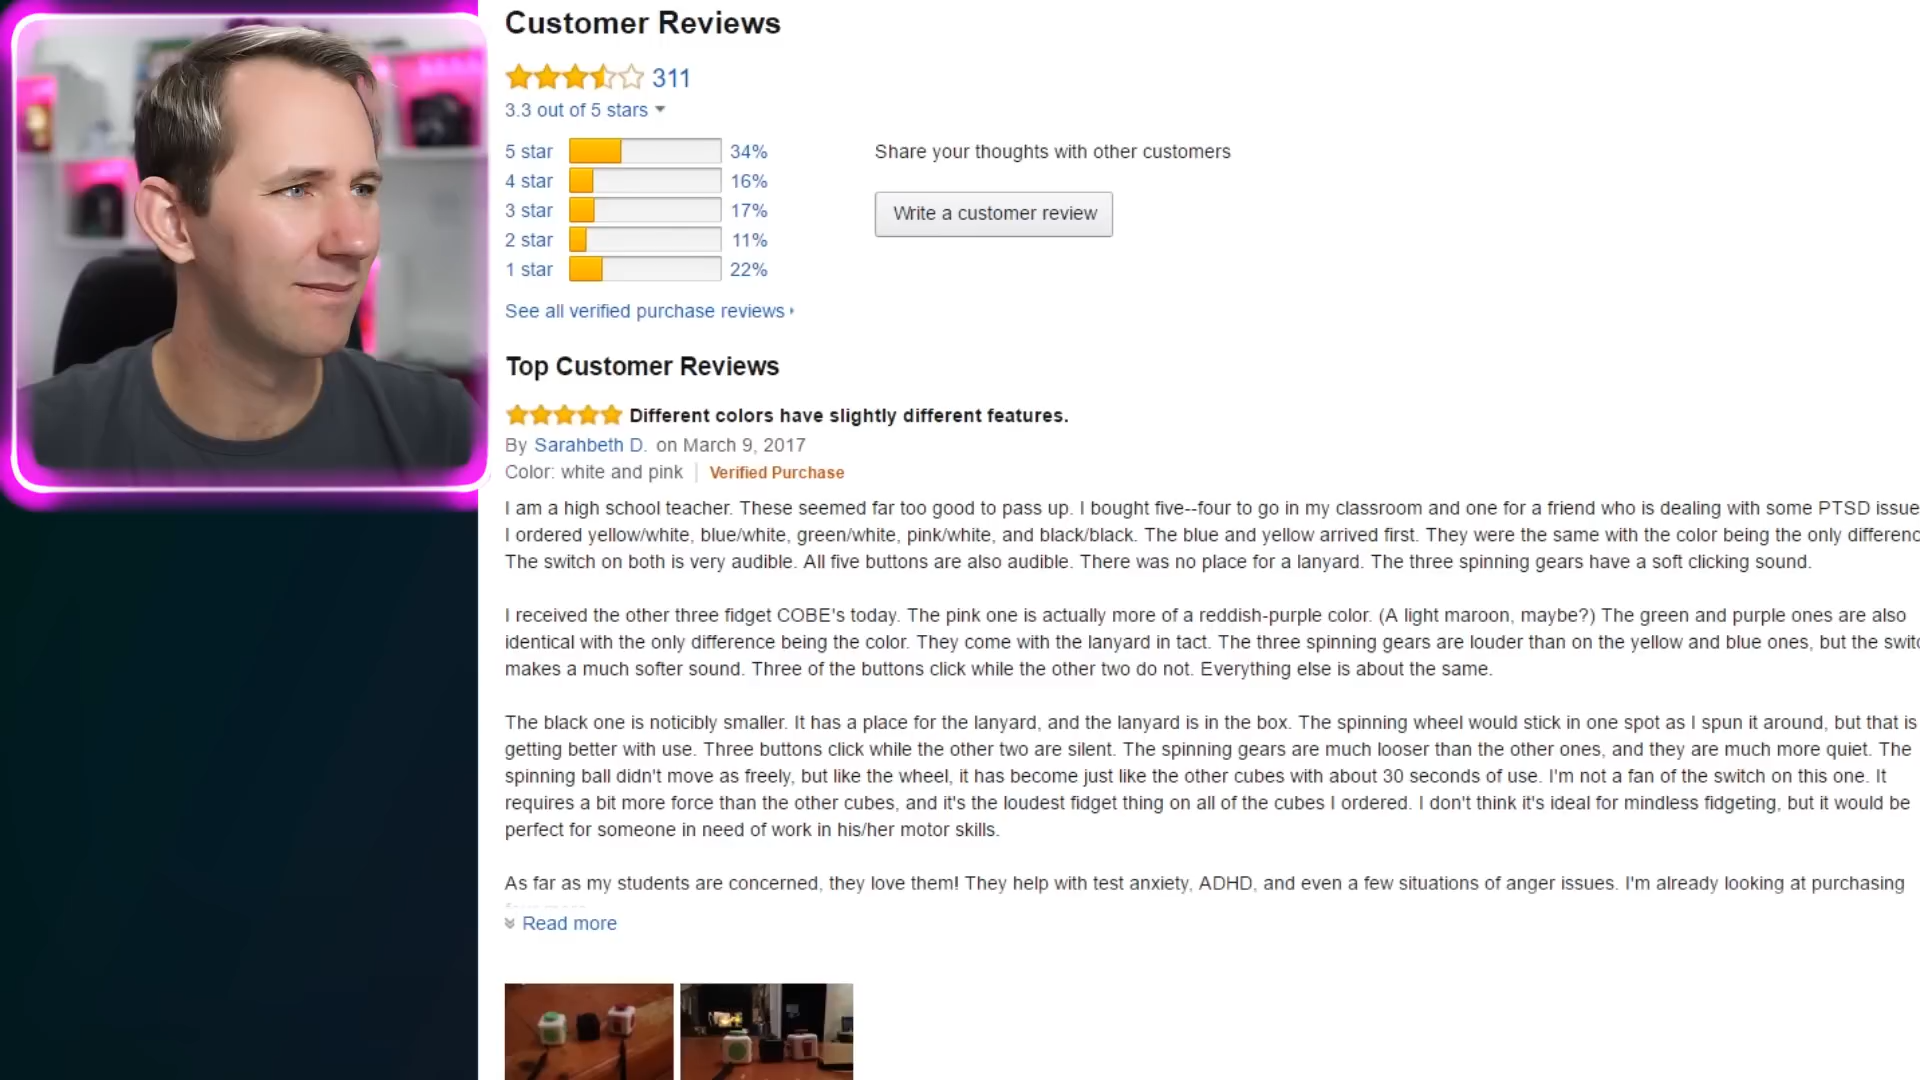 Customer Reviews
311
3.3 out of 5 stars
5 star 34%
4 star 16%
3 star 17%
2 star 11%
1 star 22%
Share your thoughts with other customers
Write a customer review
See all verified purchase reviews
Top Customer Reviews
Different colors have slightly different features.
By Sarahbeth D. on March 9, 2017
Color: white and pink | Verified Purchase
I am a high school teacher. These seemed far too good to pass up. I bought five--four to go in my classroom and one for a friend who is dealing with some PTSD issue
I ordered yellow/white, blue/white, green/white, pink/white, and black/black. The blue and yellow arrived first. They were the same with the color being the only differenc
The switch on both is very audible. All five buttons are also audible. There was no place for a lanyard. The three spinning gears have a soft clicking sound.
I received the other three fidget COBE's today. The pink one is actually more of a reddish-purple color. (A light maroon, maybe?) The green and purple ones are also
identical with the only difference being the color. They come with the lanyard in tact. The three spinning gears are louder than on the yellow and blue ones, but the switc
makes a much softer sound. Three of the buttons click while the other two do not. Everything else is about the same.
The black one is noticibly smaller. It has a place for the lanyard, and the lanyard is in the box. The spinning wheel would stick in one spot as I spun it around, but that is
getting better with use. Three buttons click while the other two are silent. The spinning gears are much looser than the other ones, and they are much more quiet. The
spinning ball didn't move as freely, but like the wheel, it has become just like the other cubes with about 30 seconds of use. I'm not a fan of the switch on this one. It
requires a bit more force than the other cubes, and it's the loudest fidget thing on all of the cubes I ordered. I don't think it's ideal for mindless fidgeting, but it would be
perfect for someone in need of work in his/her motor skills.
As far as my students are concerned, they love them! They help with test anxiety, ADHD, and even a few situations of anger issues. I'm already looking at purchasing
Read more